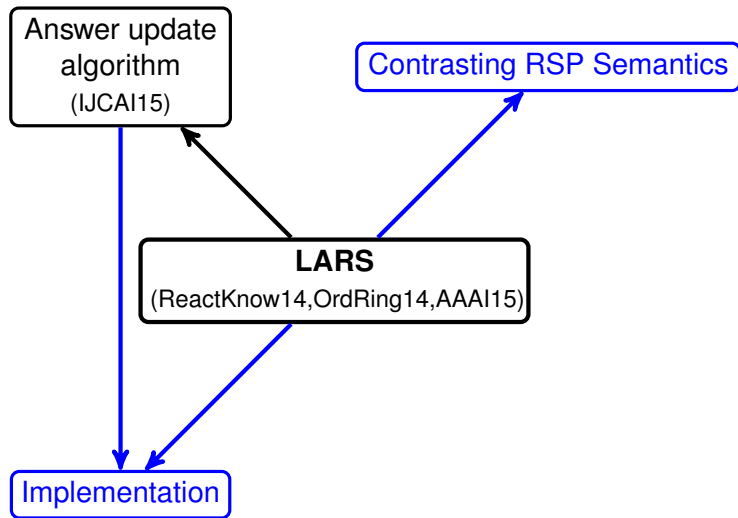 Answer update
algorithm
(IJCAI15)
Contrasting RSP Semantics
LARS
(ReactKnow14,OrdRing14,AAAI15)
Implementation